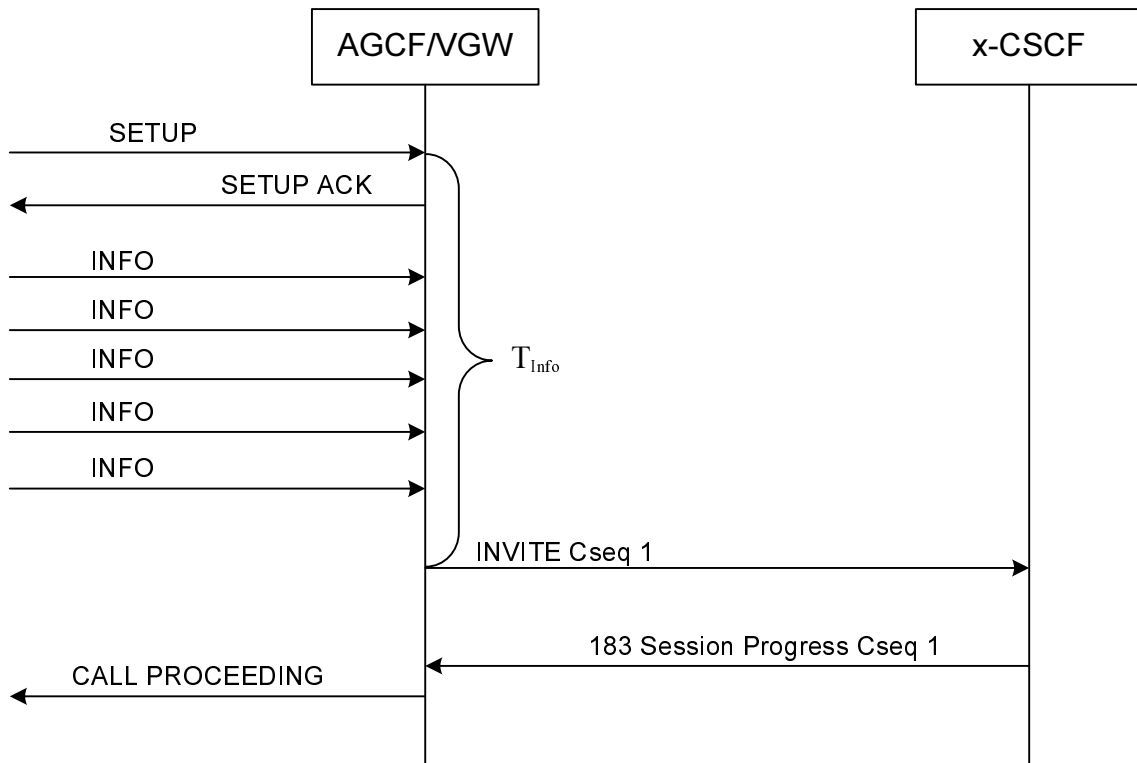 AGCF/VGW
x-CSCF
SETUP
SETUP ACK
INFO
INFO
INFO
INFO
INFO
TInfo
INVITE Cseq 1
183 Session Progress Cseq 1
CALL PROCEEDING